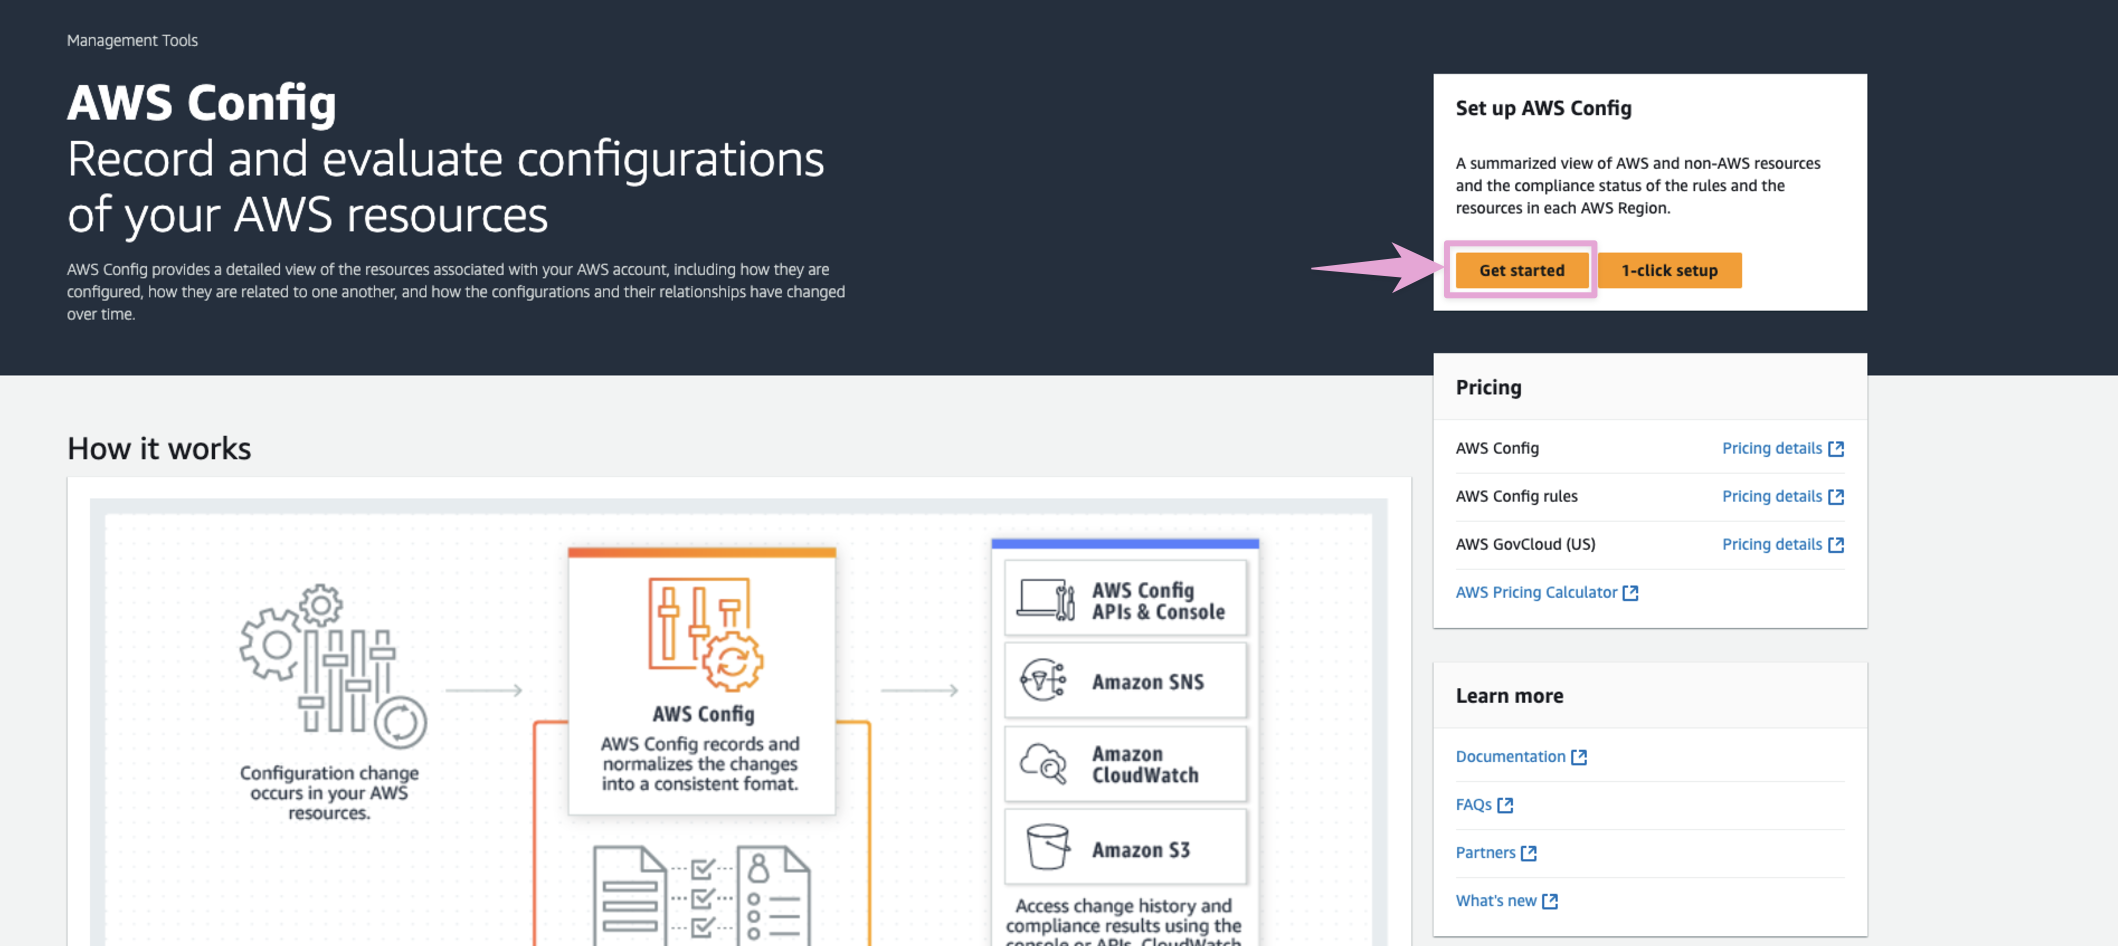 Management Tools
AWS Config
Record and evaluate configurations
of your AWS resources
AWS Config provides a detailed view of the resources associated with your AWS account, including how they are
configured, how they are related to one another, and how the configurations and their relationships have changed
over time.
Set up AWS Config
A summarized view of AWS and non-AWS resources
and the compliance status of the rules and the
resources in each AWS Region.
Get started
1-click setup
Pricing
AWS Config Pricing details
AWS Config rules Pricing details
AWS GovCloud (US) Pricing details
AWS Pricing Calculator
Learn more
Documentation
FAQs
Partners
What's new
How it works
Configuration change
occurs in your AWS
resources.
AWS Config
AWS Config records and
normalizes the changes
into a consistent fomat.
AWS Config
APIs & Console
Amazon SNS
Amazon
CloudWatch
Amazon S3
Access change history and
compliance results using the
console or APIs. CloudWatch